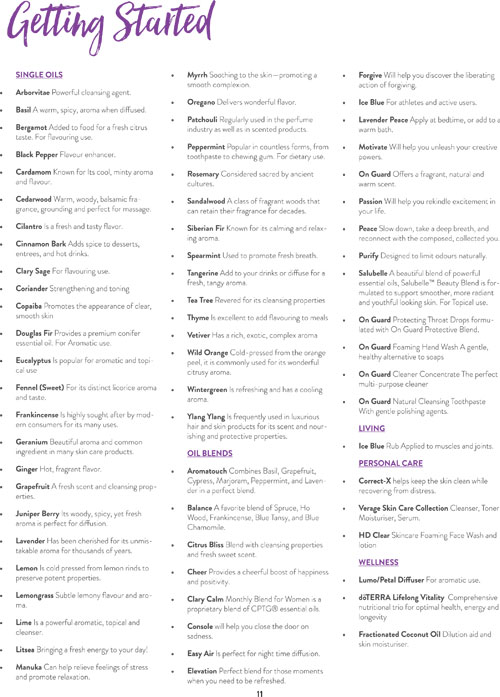 Getting Started
SINGLE OILS
• Arborvitae Powerful cleansing agent.
• Basil A warm, spicy, aroma when diffused.
• Bergamot Added to food for a fresh citrus
taste. For flavouring use.
• Black Pepper Flavour enhancer.
• Cardamom Known for Its cool, minty aroma
and flavour.
• Cedarwood Warm, woody, balsamic fra-
grance, grounding and perfect for massage.
• Cilantro Is a fresh and tasty flavor.
• Cinnamon Bark Adds spice to desserts,
entrees, and hot drinks.
• Clary Sage For flavouring use.
• Coriander Strengthening and toning
• Copaiba Promotes the appearance of clear,
smooth skin
• Douglas Fir Provides a premium conifer
essential oil. For Aromatic use.
• Eucalyptus Is popular for aromatic and topi-
cal use
• Fennel (Sweet) For its distinct licorice aroma
and taste.
• Frankincense Is highly sought after by mod-
ern consumers for its many uses.
• Geranium Beautiful aroma and common
ingredient in many skin care products.
• Ginger Hot, fragrant flavor.
• Grapefruit A fresh scent and cleansing prop-
erties.
• Juniper Berry Its woody, spicy, yet fresh
aroma is perfect for diffusion.
• Lavender Has been cherished for its unmis-
takable aroma for thousands of years.
• Lemon Is cold pressed from lemon rinds to
preserve potent properties.
• Lemongrass Subtle lemony flavour and aro-
ma.
• Lime Is a powerful aromatic, topical and
cleanser.
• Litsea Bringing a fresh energy to your day!
• Manuka Can help relieve feelings of stress
and promote relaxation.
• Myrrh Soothing to the skin—promoting a
smooth complexion.
• Oregano Delivers wonderful flavor.
• Patchouli Regularly used in the perfume
industry as well as in scented products.
• Peppermint Popular in countless forms, from
toothpaste to chewing gum. For dietary use.
• Rosemary Considered sacred by ancient
cultures.
• Sandalwood A class of fragrant woods that
can retain their fragrance for decades.
• Siberian Fir Known for its calming and relax-
ing aroma.
• Spearmint Used to promote fresh breath.
• Tangerine Add to your drinks or diffuse for a
fresh, tangy aroma.
• Tea Tree Revered for its cleansing properties
• Thyme Is excellent to add flavouring to meals
• Vetiver Has a rich, exotic, complex aroma
• Wild Orange Cold-pressed from the orange
peel, it is commonly used for its wonderful
citrusy aroma.
• Wintergreen Is refreshing and has a cooling
aroma.
• Ylang Ylang Is frequently used in luxurious
hair and skin products for its scent and nour-
ishing and protective properties.
OIL BLENDS
• Aromatouch Combines Basil, Grapefruit,
Cypress, Marjoram, Peppermint, and Laven-
der in a perfect blend.
• Balance A favorite blend of Spruce, Ho
Wood, Frankincense, Blue Tansy, and Blue
Chamomile.
• Citrus Bliss Blend with cleansing properties
and fresh sweet scent.
• Cheer Provides a cheerful boost of happiness
and positivity.
• Clary Calm Monthly Blend for Women is a
proprietary blend of CPTG® essential oils.
• Console will help you close the door on
sadness.
• Easy Air Is perfect for night time diffusion.
• Elevation Perfect blend for those moments
when you need to be refreshed.
• Forgive Will help you discover the liberating
action of forgiving.
• Ice Blue For athletes and active users.
• Lavender Peace Apply at bedtime, or add to a
warm bath.
• Motivate Will help you unleash your creative
powers.
• On Guard Offers a fragrant, natural and
warm scent.
• Passion Will help you rekindle excitement in
your life.
• Peace Slow down, take a deep breath, and
reconnect with the composed, collected you.
• Purify Designed to limit odours naturally.
• Salubelle A beautiful blend of powerful
essential oils, Salubelle™ Beauty Blend is for-
mulated to support smoother, more radient
and youthful looking skin. For Topical use.
• On Guard Protecting Throat Drops formu-
lated with On Guard Protective Blend.
• On Guard Foaming Hand Wash A gentle,
healthy alternative to soaps
• On Guard Cleaner Concentrate The perfect
multi-purpose cleaner
• On Guard Natural Cleansing Toothpaste
With gentle polishing agents.
LIVING
• Ice Blue Rub Applied to muscles and joints.
PERSONAL CARE
• Correct-X helps keep the skin clean while
recovering from distress.
• Verage Skin Care Collection Cleanser, Toner
Moisturiser, Serum.
• HD Clear Skincare Foaming Face Wash and
lotion
WELLNESS
• Lumo/Petal Diffuser For aromatic use.
• dōTERRA Lifelong Vitality Comprehensive
nutritional trio for optimal health, energy and
longevity
• Fractionated Coconut Oil Dilution aid and
skin moisturiser.
11